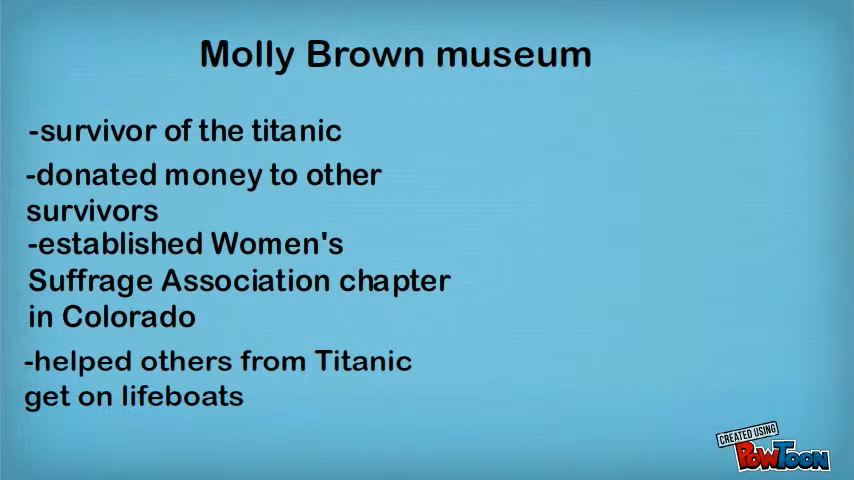 Molly Brown museum
-survivor of the titanic
-donated money to other
survivors
-established Women's
Suffrage Association chapter
in Colorado
-helped others from Titanic
get on lifeboats
CREATED USING
POWTOON